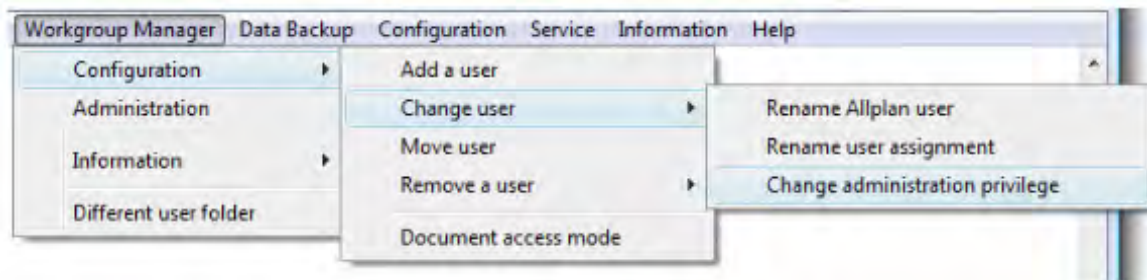 Workgroup Manager Data Backup Configuration Service Information Help
Configuration
Administration
Information
Different user folder
Add a user
Change user
Move user
Remove a user
Document access mode
Rename Allplan user
Rename user assignment
Change administration privilege